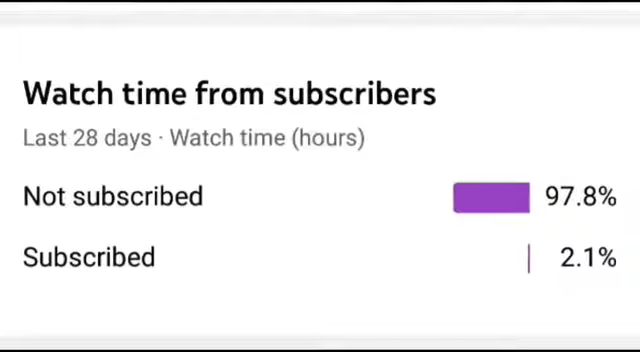 Watch time from subscribers
Last 28 days · Watch time (hours)
Not subscribed 97.8%
Subscribed 2.1%